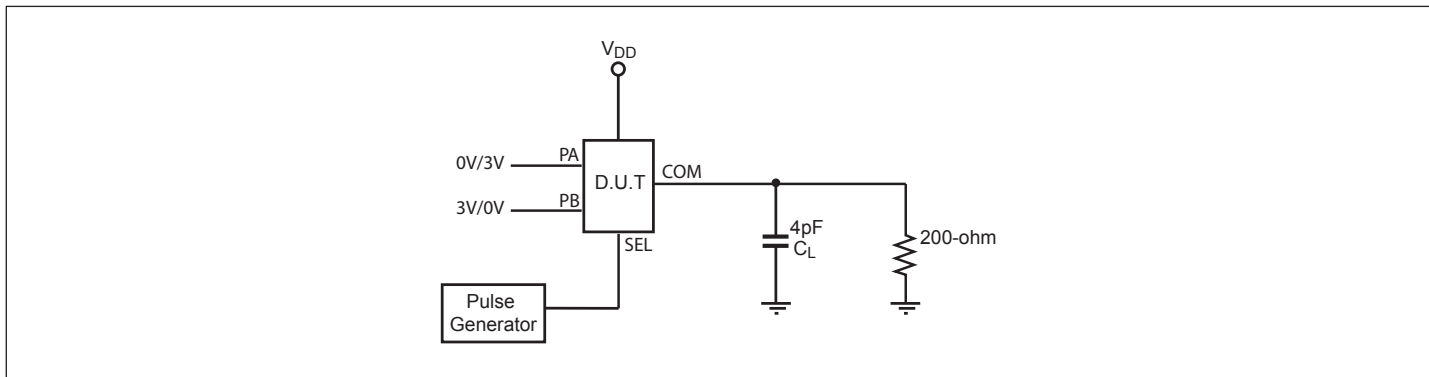 VDD
0V/3V
PA
COM
D.U.T
3V/0V
PB
SEL
4pF
CL
200-ohm
Pulse
Generator